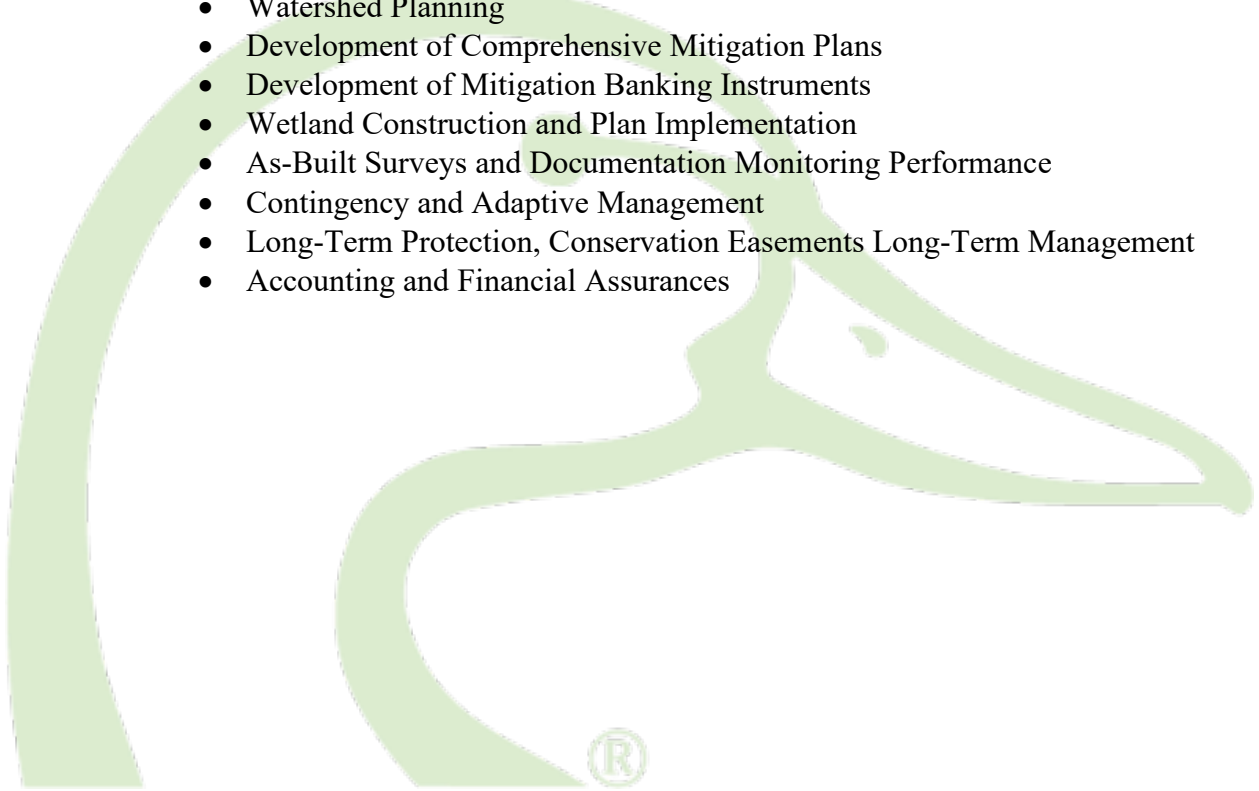 • Watershed Planning
• Development of Comprehensive Mitigation Plans
• Development of Mitigation Banking Instruments
• Wetland Construction and Plan Implementation
• As-Built Surveys and Documentation Monitoring Performance
• Contingency and Adaptive Management
• Long-Term Protection, Conservation Easements Long-Term Management
• Accounting and Financial Assurances
®